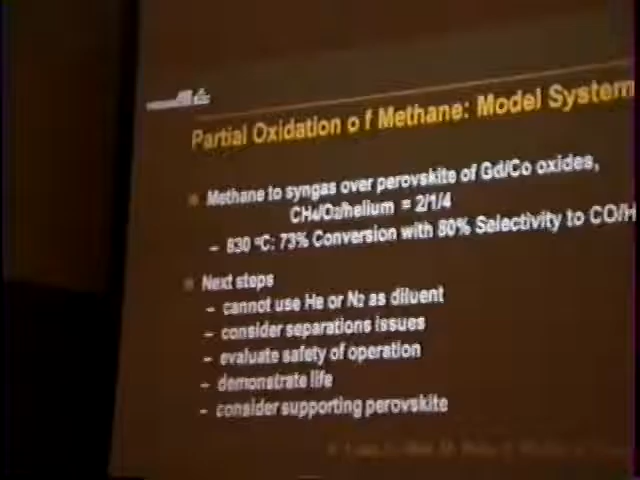 Partial Oxidation o f Methane: Model System
Methane to syngas over perovskite of Gd/Co oxides,
CH4/O2/helium = 2/1/4
– 830 ºC: 73% Conversion with 80% Selectivity to CO/H
Next steps
– cannot use He or N2 as diluent
– consider separations issues
– evaluate safety of operation
– demonstrate life
– consider supporting perovskite